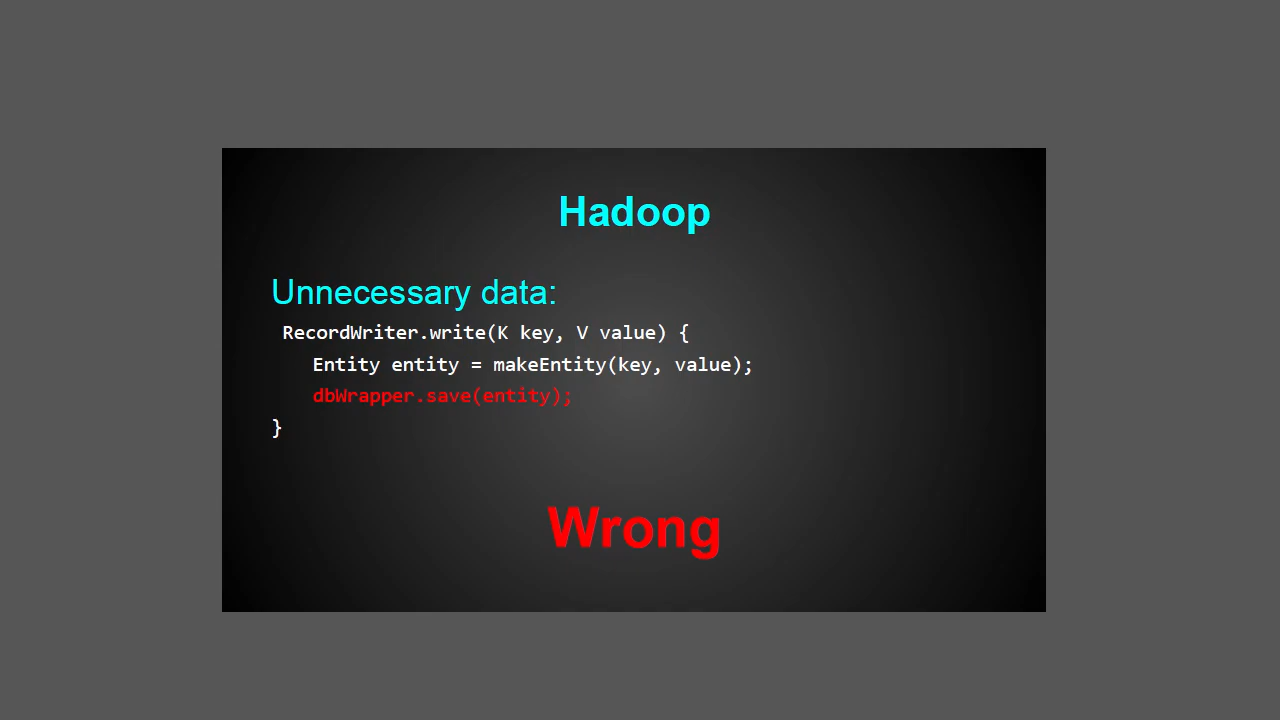 Hadoop
Unnecessary data:
RecordWriter.write(K key, V value) {
Entity entity = makeEntity(key, value);
dbWrapper.save(entity);
}
Wrong